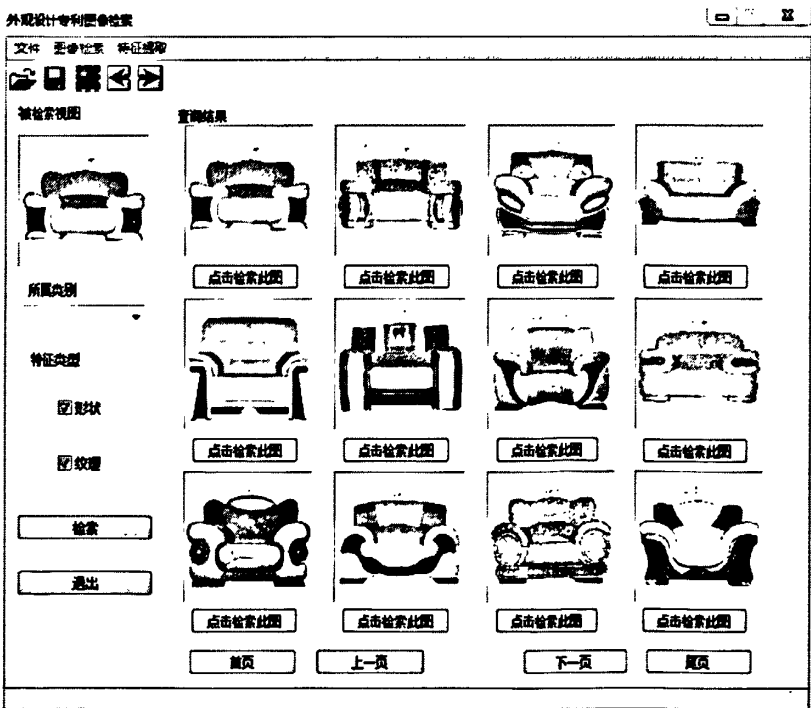 外观设计专利图像检索
文件 图像检索 特征提取
被检索视图
查询结果
点击检索此图 点击检索此图 点击检索此图 点击检索此图
所属类别
特征类型
形状
点击检索此图 点击检索此图 点击检索此图 点击检索此图
纹理
检索
退出
点击检索此图 点击检索此图 点击检索此图 点击检索此图
首页 上一页 下一页 尾页